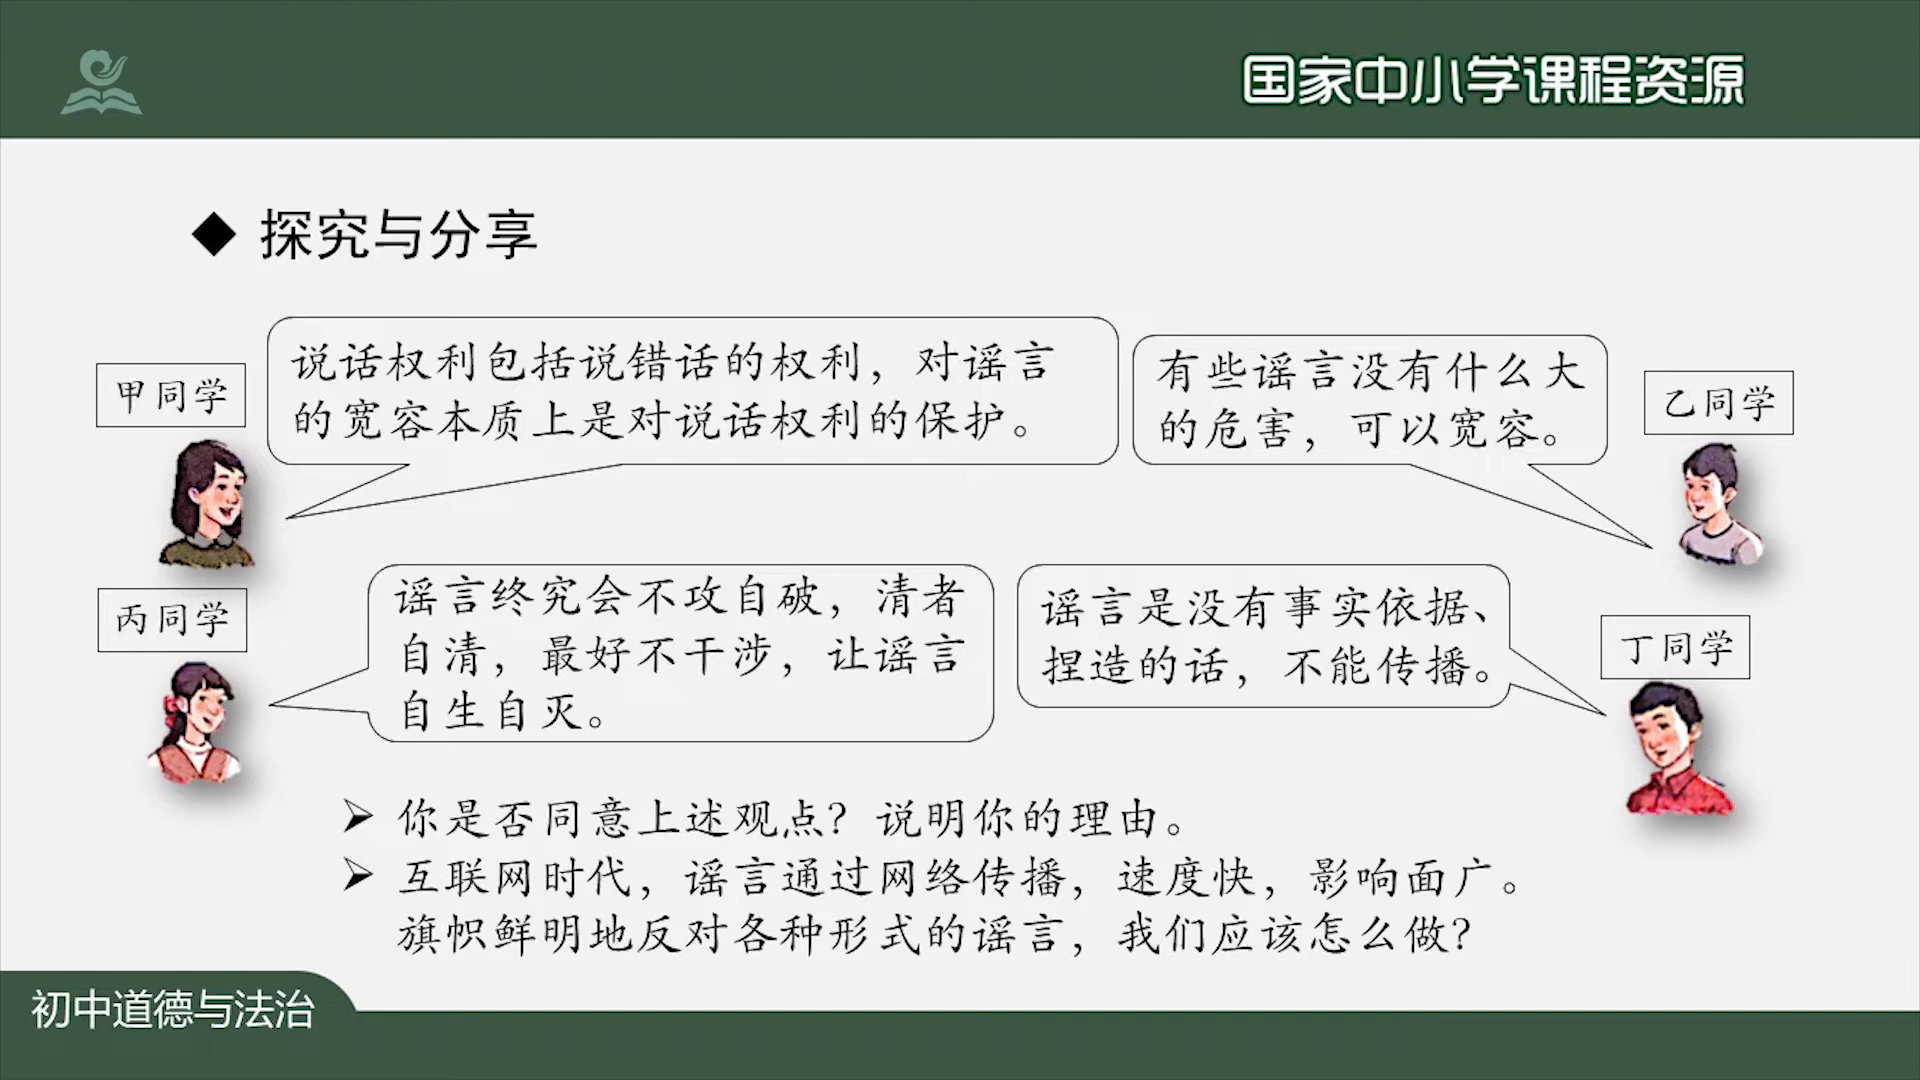 国家中小学课程资源
◆ 探究与分享
甲同学
说话权利包括说错话的权利，对谣言
的宽容本质上是对说话权利的保护。
有些谣言没有什么大
的危害，可以宽容。
乙同学
丙同学
谣言终究会不攻自破，清者
自清，最好不干涉，让谣言
自生自灭。
谣言是没有事实依据、
捏造的话，不能传播。
丁同学
➢ 你是否同意上述观点？说明你的理由。
➢ 互联网时代，谣言通过网络传播，速度快，影响面广。
旗帜鲜明地反对各种形式的谣言，我们应该怎么做？
初中道德与法治